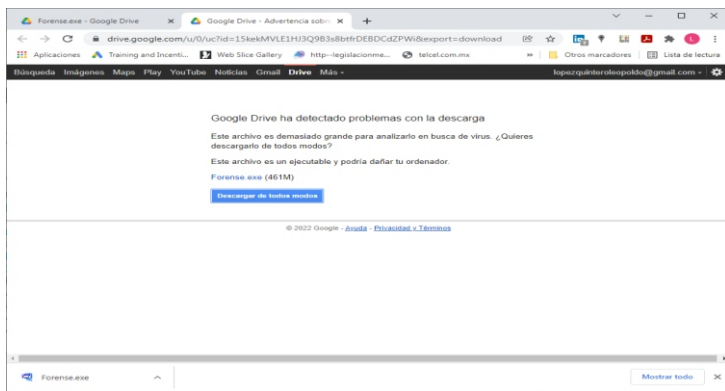 Forense.exe - Google Drive
Google Drive - Advertencia sobre
drive.google.com/u/0/uc?id=15kekMVLE1HJ3Q9B3s8btfrDEBDCdZPWi&export=download
Aplicaciones Training and Incenti... Web Slice Gallery http--legislacionme... telcel.com.mx » Otros marcadores Lista de lectura
Búsqueda Imágenes Maps Play YouTube Noticias Gmail Drive Más lopezquinteroleopoldo@gmail.com
Google Drive ha detectado problemas con la descarga
Este archivo es demasiado grande para analizarlo en busca de virus. ¿Quieres
descargarlo de todos modos?
Este archivo es un ejecutable y podría dañar tu ordenador.
Forense.exe (461M)
Descargar de todos modos
© 2022 Google - Ayuda - Privacidad y Términos
Forense.exe
Mostrar todo